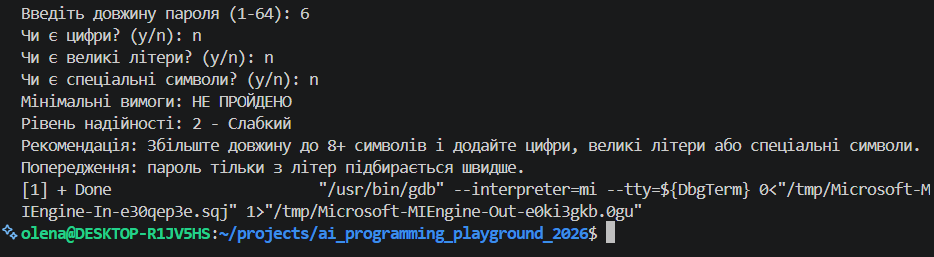 Введіть довжину пароля (1-64): 6
Чи є цифри? (y/n): n
Чи є великі літери? (y/n): n
Чи є спеціальні символи? (y/n): n
Мінімальні вимоги: НЕ ПРОЙДЕНО
Рівень надійності: 2 - Слабкий
Рекомендація: Збільште довжину до 8+ символів і додайте цифри, великі літери або спеціальні символи.
Попередження: пароль тільки з літер підбирається швидше.
[1] + Done                       "/usr/bin/gdb" --interpreter=mi --tty=${DbgTerm} 0<"/tmp/Microsoft-M
IEngine-In-e30qep3e.sqj" 1>"/tmp/Microsoft-MIEngine-Out-e0ki3gkb.0gu"
olena@DESKTOP-R1JV5HS:~/projects/ai_programming_playground_2026$